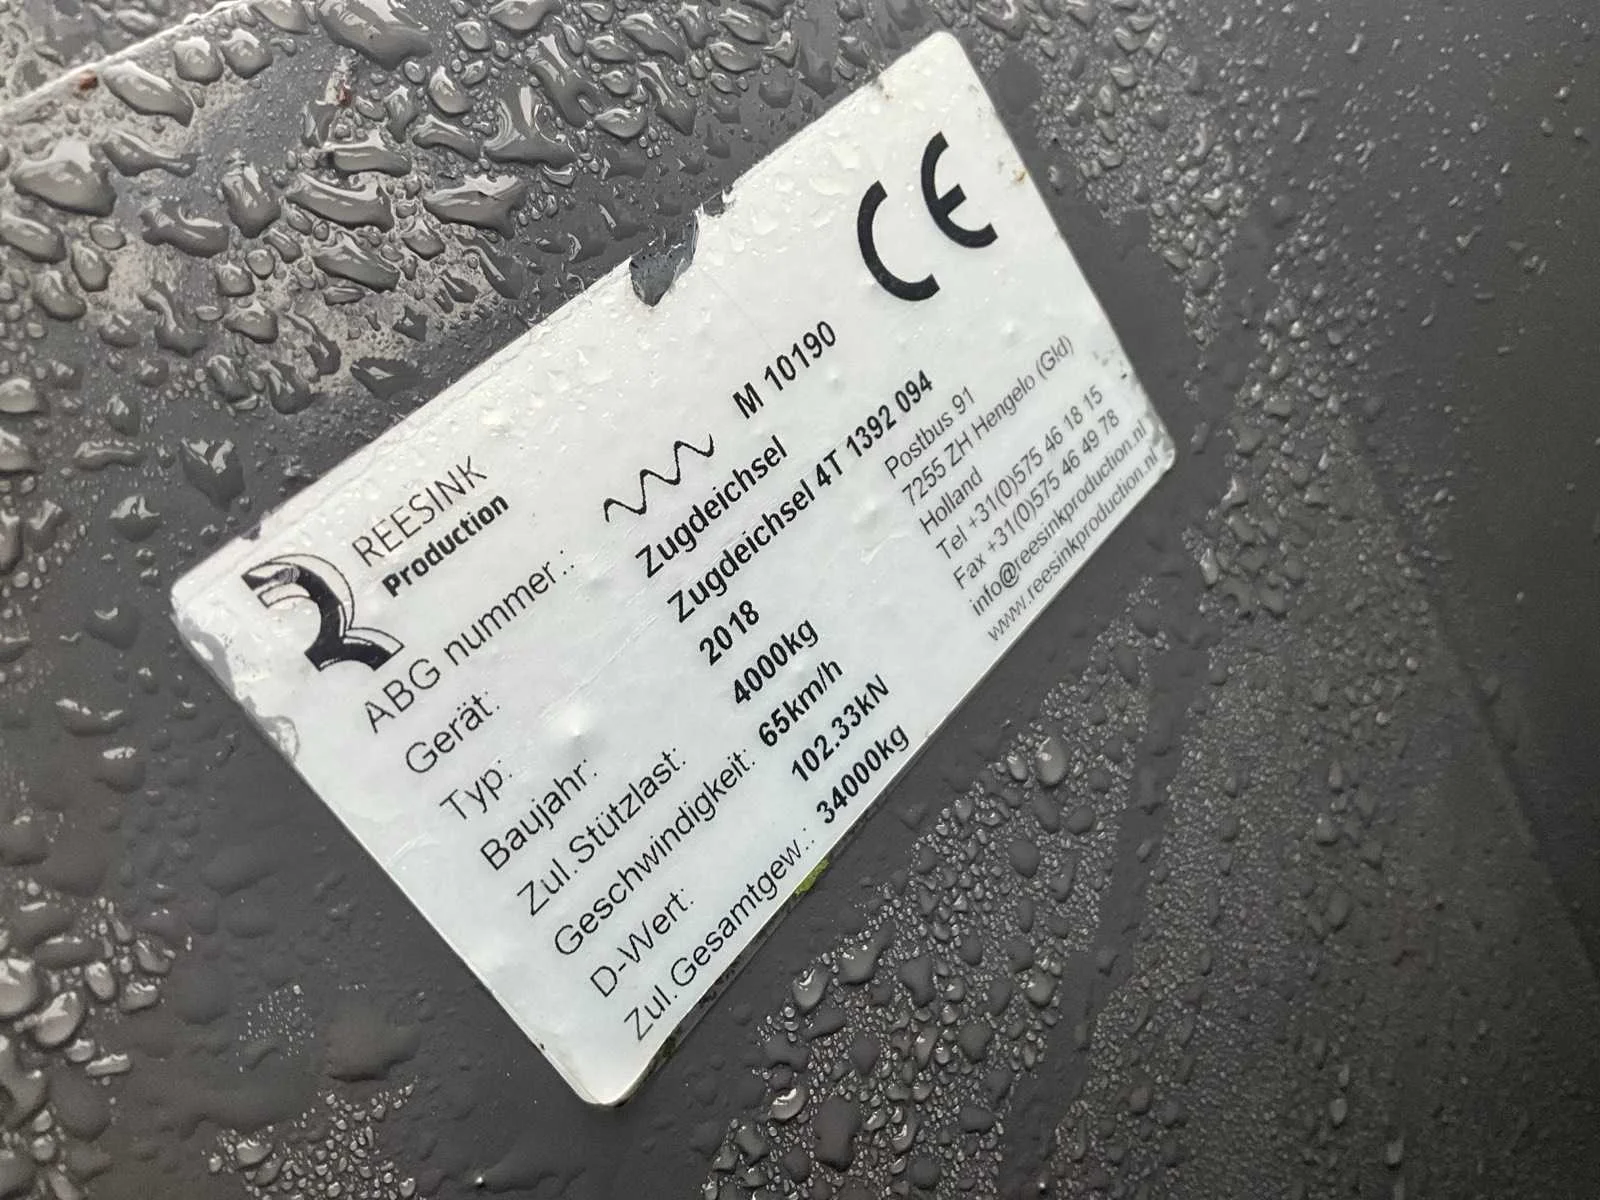 CE
REESINK
Production
ABG nummer.: M 10190
Gerät: Zugdeichsel
Typ: Zugdeichsel 4T 1392 094
Baujahr: 2018
Zul.Stützlast: 4000kg
Geschwindigkeit: 65km/h
D-Wert: 102.33kN
Zul.Gesamtgew.: 34000kg
Postbus 91
7255 ZH Hengelo (Gld)
Holland
Tel +31(0)575 46 18 15
Fax +31(0)575 46 49 78
info@reesinkproduction.nl
www.reesinkproduction.nl